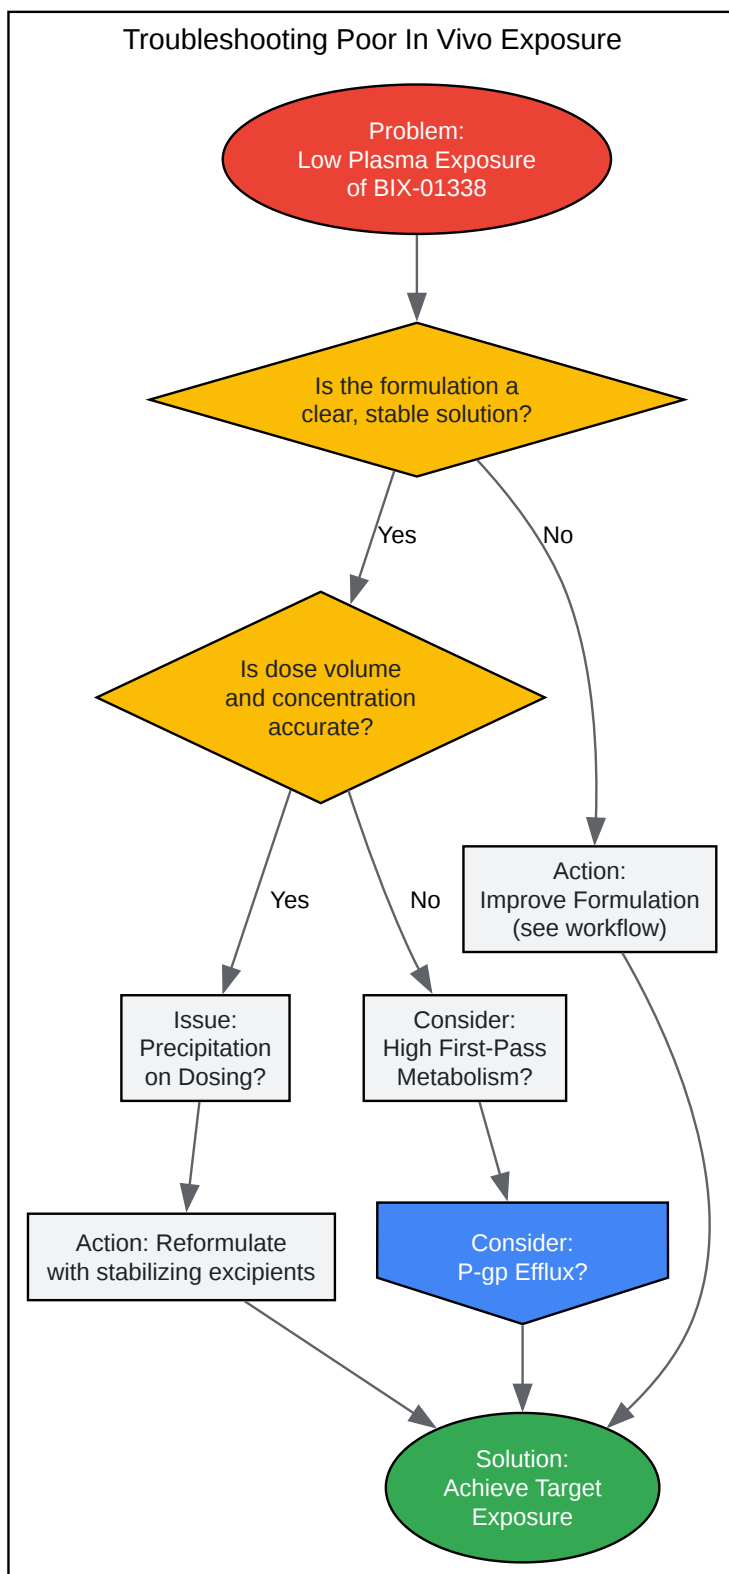 Troubleshooting Poor In Vivo Exposure
Problem:
Low Plasma Exposure
of BIX-01338
Is the formulation a
clear, stable solution?
Yes
No
Is dose volume
and concentration
accurate?
Action:
Improve Formulation
(see workflow)
Yes
No
Issue:
Precipitation
on Dosing?
Consider:
High First-Pass
Metabolism?
Action: Reformulate
with stabilizing excipients
Consider:
P-gp Efflux?
Solution:
Achieve Target
Exposure